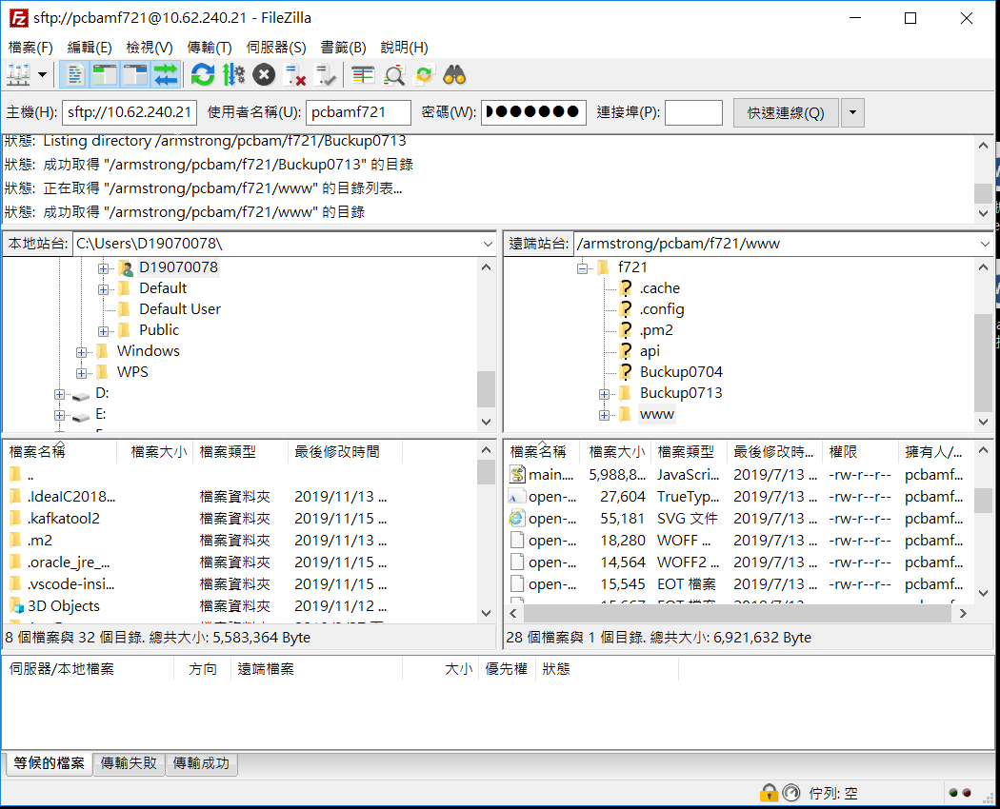 sftp://pcbamf721@10.62.240.21 - FileZilla
檔案(F) 編輯(E) 檢視(V) 傳輸(T) 伺服器(S) 書籤(B) 說明(H)
主機(H): sftp://10.62.240.21 使用者名稱(U): pcbamf721 密碼(W): ●●●●●●● 連接埠(P): 快速連線(Q)
狀態: Listing directory /armstrong/pcbam/f721/Buckup0713
狀態: 成功取得 "/armstrong/pcbam/f721/Buckup0713" 的目錄
狀態: 正在取得 "/armstrong/pcbam/f721/www" 的目錄列表...
狀態: 成功取得 "/armstrong/pcbam/f721/www" 的目錄
本地站台: C:\Users\D19070078\
D19070078
Default
Default User
Public
Windows
WPS
D:
E:
遠端站台: /armstrong/pcbam/f721/www
f721
.cache
.config
.pm2
api
Buckup0704
Buckup0713
www
檔案名稱 檔案大小 檔案類型 最後修改時間
..
.IdeaIC2018... 檔案資料夾 2019/11/13 ...
.kafkatool2 檔案資料夾 2019/11/15 ...
.m2 檔案資料夾 2019/11/13 ...
.oracle_jre_... 檔案資料夾 2019/11/15 ...
.vscode-insi... 檔案資料夾 2019/11/15 ...
3D Objects 檔案資料夾 2019/11/12 ...
8 個檔案與 32 個目錄. 總共大小: 5,583,364 Byte
檔案名稱 檔案大小 檔案類型 最後修改時... 權限 擁有人/...
main.... 5,988,8... JavaScri... 2019/7/13 ... -rw-r--r-- pcbamf...
open-... 27,604 TrueTyp... 2019/7/13 ... -rw-r--r-- pcbamf...
open-... 55,181 SVG 文件 2019/7/13 ... -rw-r--r-- pcbamf...
open-... 18,280 WOFF ... 2019/7/13 ... -rw-r--r-- pcbamf...
open-... 14,564 WOFF2 ... 2019/7/13 ... -rw-r--r-- pcbamf...
open-... 15,545 EOT 檔案 2019/7/13 ... -rw-r--r-- pcbamf...
28 個檔案與 1 個目錄. 總共大小: 6,921,632 Byte
伺服器/本地檔案 方向 遠端檔案 大小 優先權 狀態
等候的檔案 傳輸失敗 傳輸成功
佇列: 空